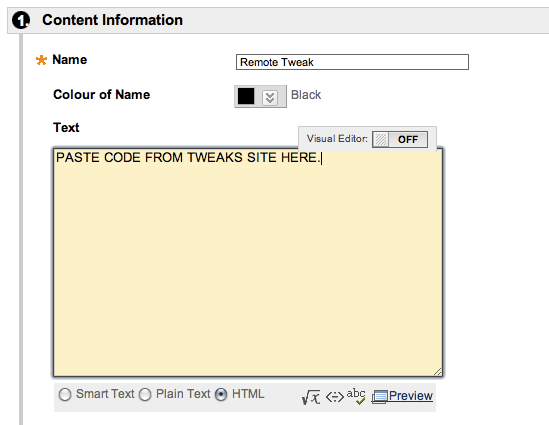 1. Content Information
* Name
Remote Tweak
Colour of Name
Black
Text
Visual Editor: OFF
PASTE CODE FROM TWEAKS SITE HERE.
Smart Text Plain Text HTML √x <÷> abc Preview